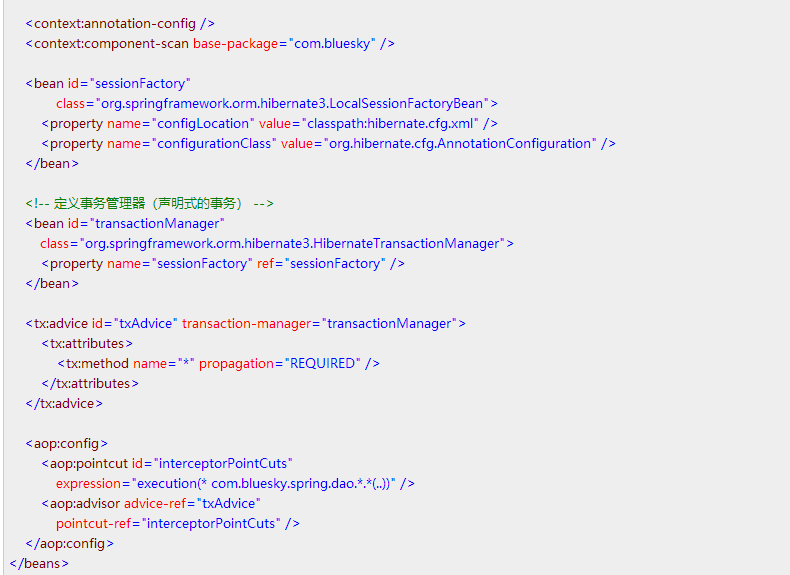 <context:annotation-config />
<context:component-scan base-package="com.bluesky" />
<bean id="sessionFactory"
class="org.springframework.orm.hibernate3.LocalSessionFactoryBean">
<property name="configLocation" value="classpath:hibernate.cfg.xml" />
<property name="configurationClass" value="org.hibernate.cfg.AnnotationConfiguration" />
</bean>
<!-- 定义事务管理器（声明式的事务） -->
<bean id="transactionManager"
class="org.springframework.orm.hibernate3.HibernateTransactionManager">
<property name="sessionFactory" ref="sessionFactory" />
</bean>
<tx:advice id="txAdvice" transaction-manager="transactionManager">
<tx:attributes>
<tx:method name="*" propagation="REQUIRED" />
</tx:attributes>
</tx:advice>
<aop:config>
<aop:pointcut id="interceptorPointCuts"
expression="execution(* com.bluesky.spring.dao.*.*(..))" />
<aop:advisor advice-ref="txAdvice"
pointcut-ref="interceptorPointCuts" />
</aop:config>
</beans>